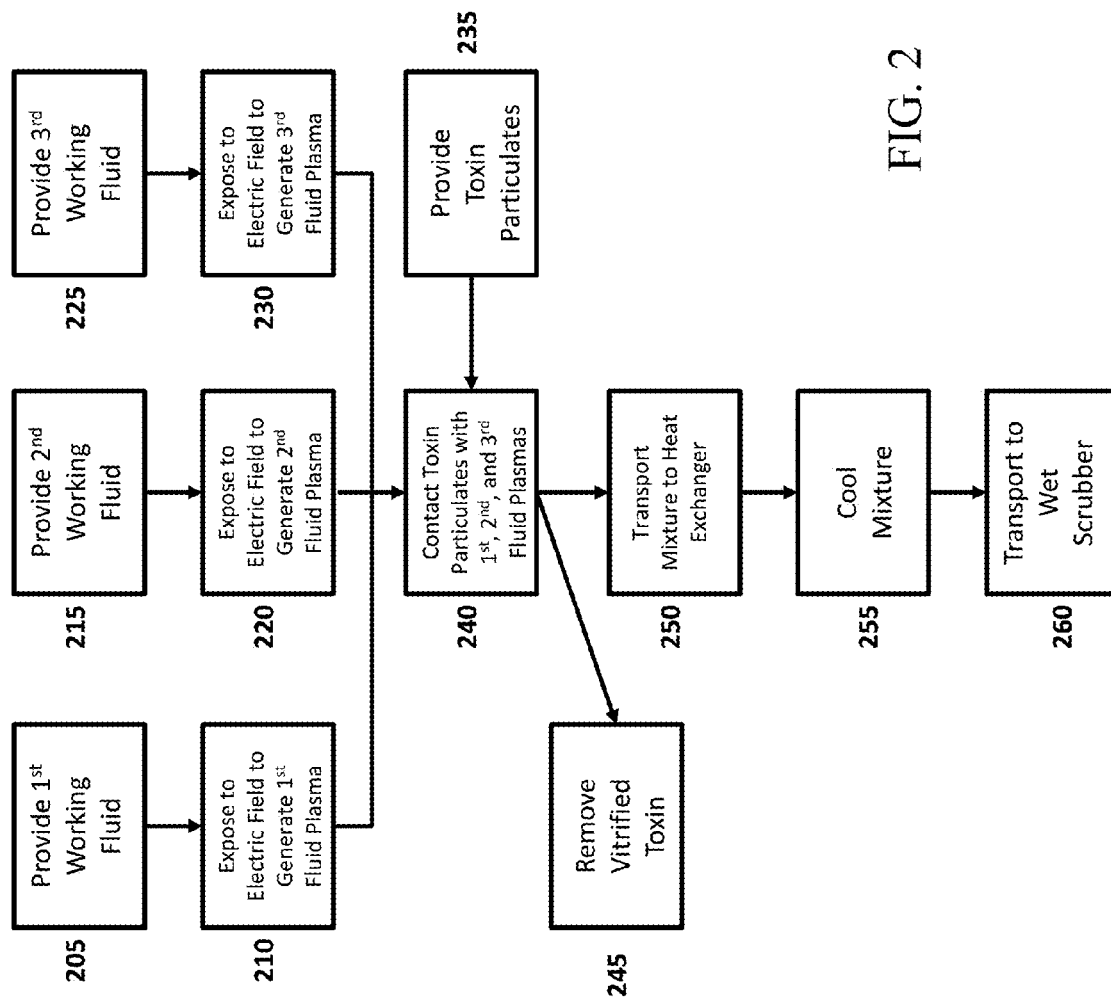 205
Provide 1st
Working
Fluid
215
Provide 2nd
Working
Fluid
225
Provide 3rd
Working
Fluid
210
Expose to
Electric Field to
Generate 1st
Fluid Plasma
220
Expose to
Electric Field to
Generate 2nd
Fluid Plasma
230
Expose to
Electric Field to
Generate 3rd
Fluid Plasma
240
Contact Toxin
Particulates with
1st, 2nd, and 3rd
Fluid Plasmas
Provide
Toxin
Particulates
235
245
Remove
Vitrified
Toxin
250
Transport
Mixture to Heat
Exchanger
255
Cool
Mixture
260
Transport to
Wet
Scrubber
FIG. 2